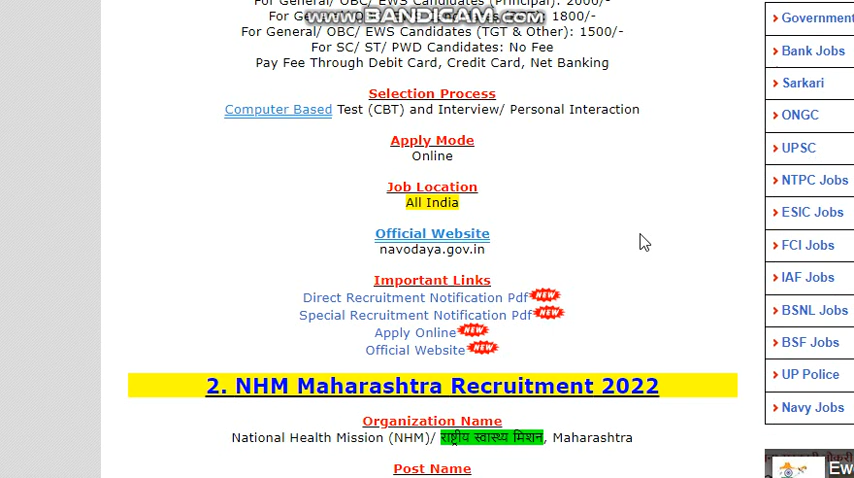 For General/ OBC/ EWS Candidates (Principal): 2000/-
www.BANDICAM.com
1800/-
For General/ OBC/ EWS Candidates (TGT & Other): 1500/-
For SC/ ST/ PWD Candidates: No Fee
Pay Fee Through Debit Card, Credit Card, Net Banking
Selection Process
Computer Based Test (CBT) and Interview/ Personal Interaction
Apply Mode
Online
Job Location
All India
Official Website
navodaya.gov.in
Important Links
Direct Recruitment Notification Pdf NEW
Special Recruitment Notification Pdf NEW
Apply Online NEW
Official Website NEW
2. NHM Maharashtra Recruitment 2022
Organization Name
National Health Mission (NHM)/ राष्ट्रीय स्वास्थ्य मिशन, Maharashtra
Post Name
Government
Bank Jobs
Sarkari
ONGC
UPSC
NTPC Jobs
ESIC Jobs
FCI Jobs
IAF Jobs
BSNL Jobs
BSF Jobs
UP Police
Navy Jobs